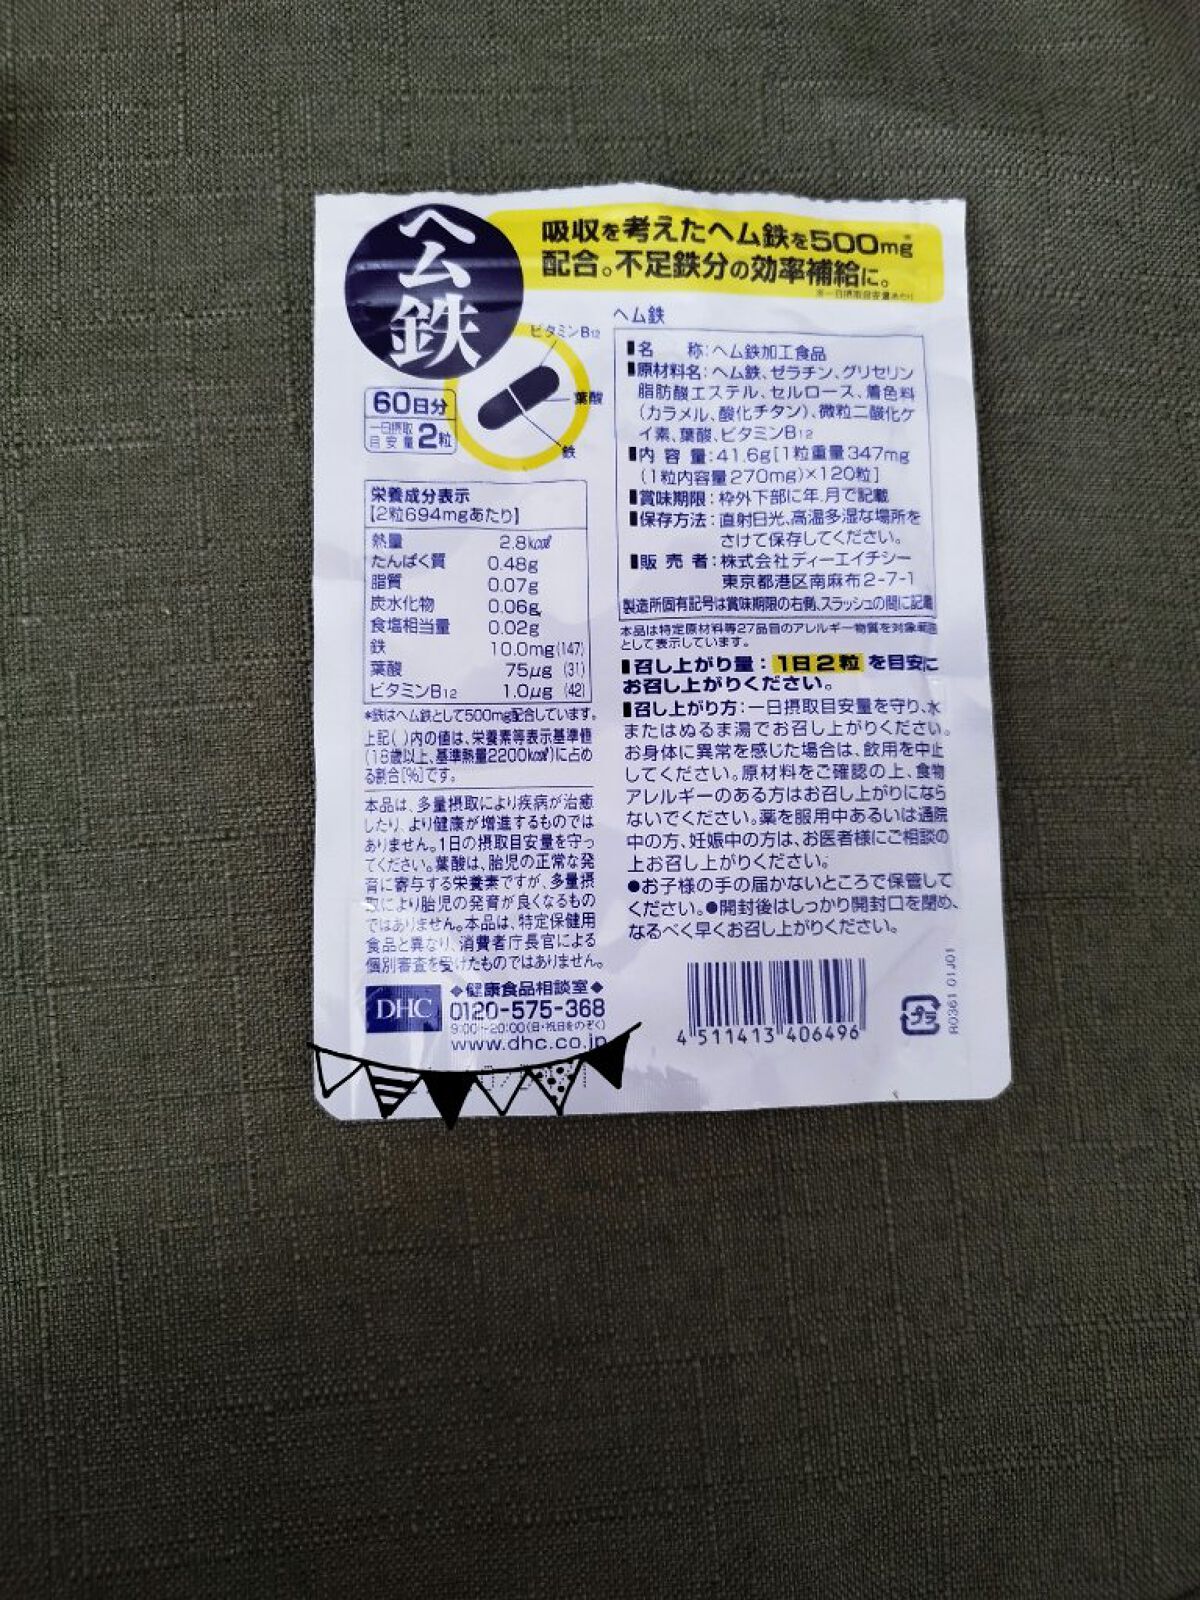 ヘム鉄
吸収を考えたヘム鉄を500mg※
配合。不足鉄分の効率補給に。
※一日摂取目安量あたり
ビタミンB12
葉酸
鉄
60日分
一日摂取
目安量 2粒
栄養成分表示
【2粒694mgあたり】
熱量 2.8kcal
たんぱく質 0.48g
脂質 0.07g
炭水化物 0.06g
食塩相当量 0.02g
鉄 10.0mg(147)
葉酸 75μg (31)
ビタミンB12 1.0μg (42)
*鉄はヘム鉄として500mg配合しています。
上記( )内の値は、栄養素等表示基準値
(18歳以上、基準熱量2200kcal)に占め
る割合[%]です。
本品は、多量摂取により疾病が治癒
したり、より健康が増進するものでは
ありません。1日の摂取目安量を守っ
てください。葉酸は、胎児の正常な発
育に寄与する栄養素ですが、多量摂
取により胎児の発育が良くなるもの
ではありません。本品は、特定保健用
食品と異なり、消費者庁長官による
個別審査を受けたものではありません。
DHC
◆健康食品相談室◆
0120-575-368
9:00〜20:00(日・祝日をのぞく)
www.dhc.co.jp
ヘム鉄
■名 称:ヘム鉄加工食品
■原材料名:ヘム鉄、ゼラチン、グリセリン
脂肪酸エステル、セルロース、着色料
(カラメル、酸化チタン)、微粒二酸化ケ
イ素、葉酸、ビタミンB12
■内 容 量:41.6g[1粒重量347mg
(1粒内容量270mg)×120粒]
■賞味期限:枠外下部に年.月で記載
■保存方法:直射日光、高温多湿な場所を
さけて保存してください。
■販 売 者:株式会社ディーエイチシー
東京都港区南麻布2-7-1
製造所固有記号は賞味期限の右側、スラッシュの間に記載
本品は特定原材料等27品目のアレルギー物質を対象範囲
として表示しています。
■召し上がり量:1日2粒を目安に
お召し上がりください。
■召し上がり方:一日摂取目安量を守り、水
またはぬるま湯でお召し上がりください。
お身体に異常を感じた場合は、飲用を中止
してください。原材料をご確認の上、食物
アレルギーのある方はお召し上がりになら
ないでください。薬を服用中あるいは通院
中の方、妊娠中の方は、お医者様にご相談の
上お召し上がりください。
●お子様の手の届かないところで保管して
ください。●開封後はしっかり開封口を閉め、
なるべく早くお召し上がりください。
4 511413 406496
プラ
R0361 01J01